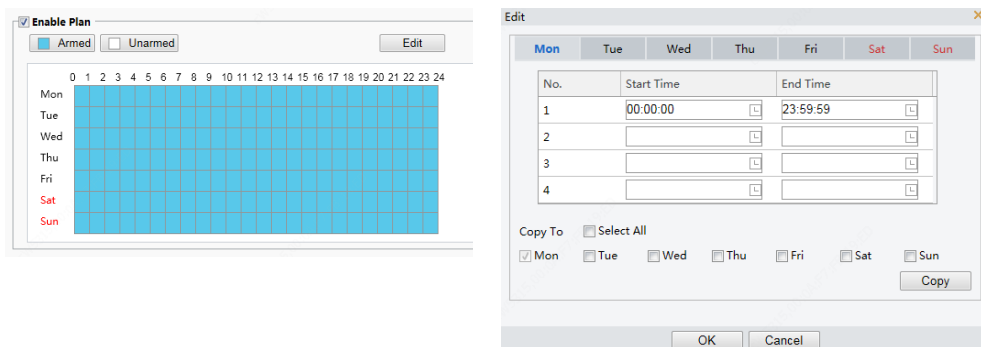 Enable Plan
Armed Unarmed Edit
0 1 2 3 4 5 6 7 8 9 10 11 12 13 14 15 16 17 18 19 20 21 22 23 24
Mon
Tue
Wed
Thu
Fri
Sat
Sun
Edit
Mon Tue Wed Thu Fri Sat Sun
No. Start Time End Time
1 00:00:00 23:59:59
2
3
4
Copy To Select All
Mon Tue Wed Thu Fri Sat Sun
Copy
OK Cancel